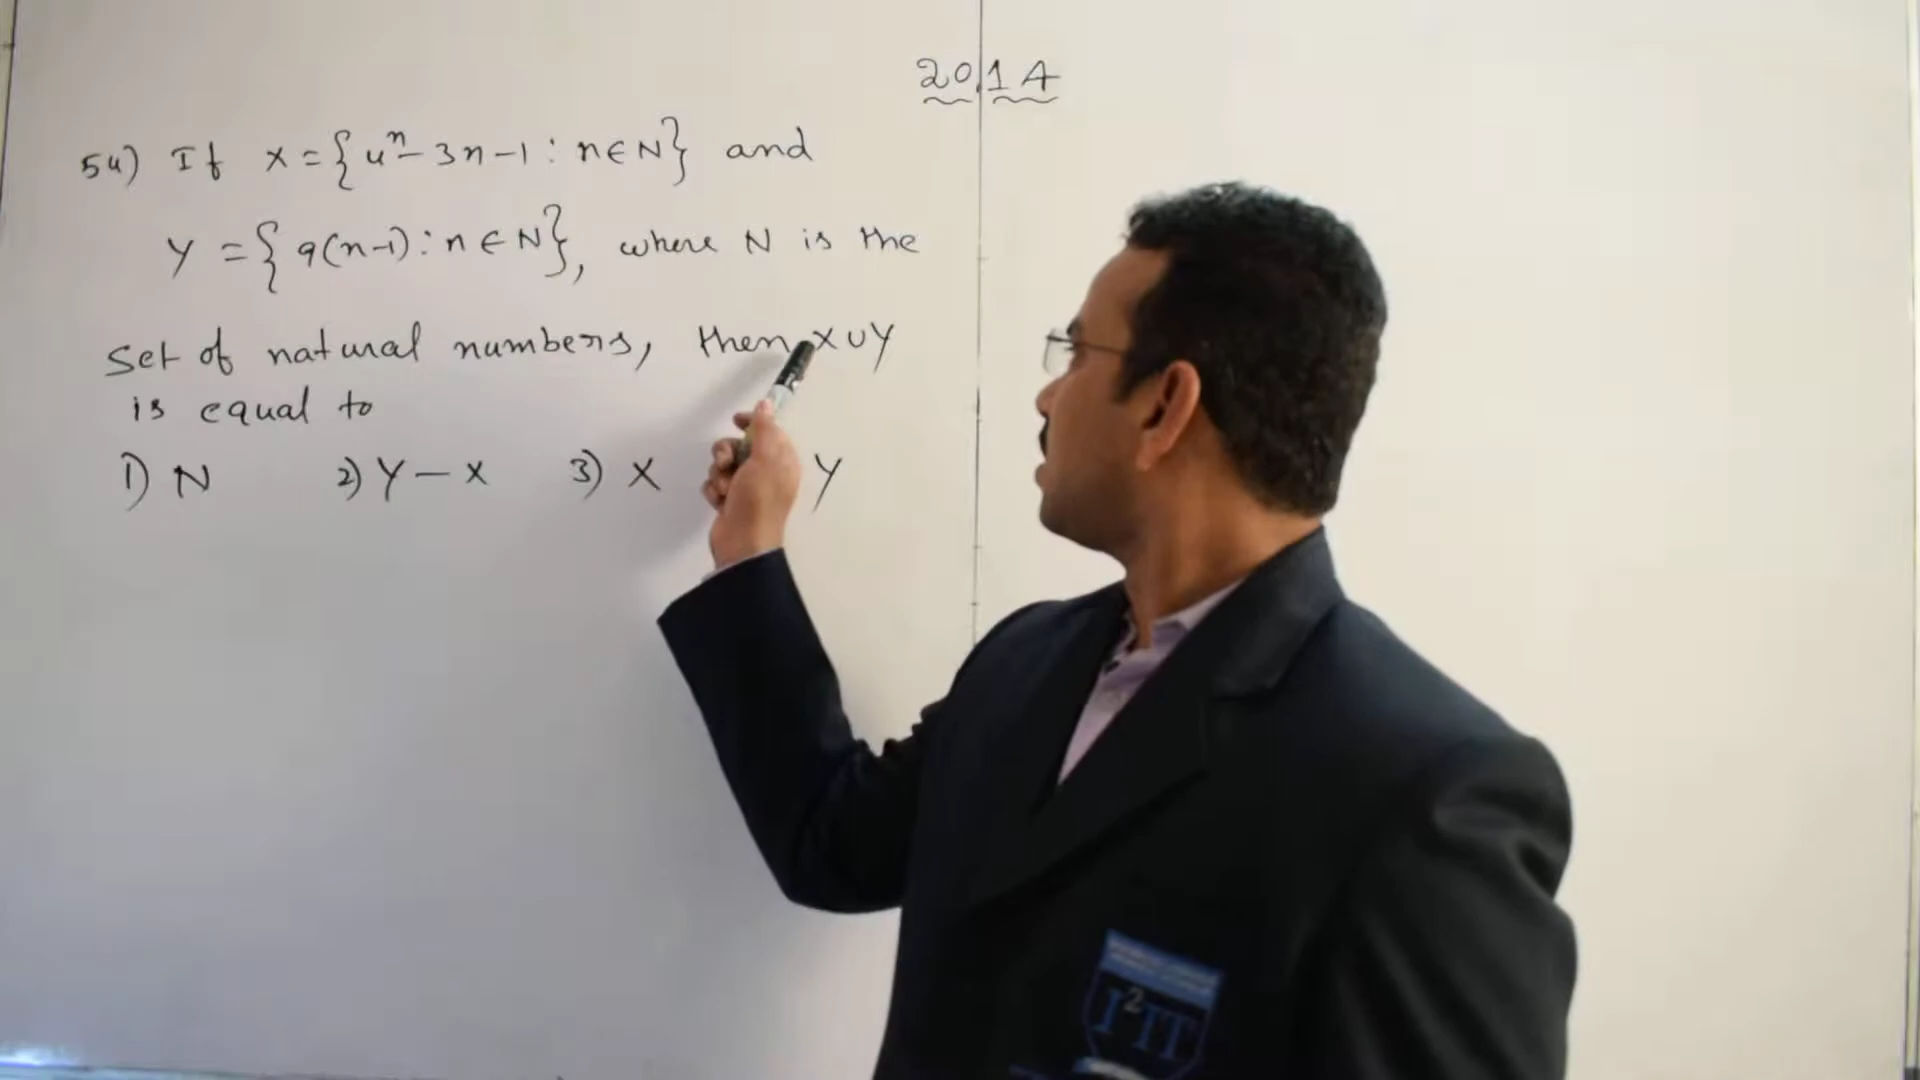 2014
54) If X = {4ⁿ - 3n - 1 : n ∈ N} and
Y = {9(n-1) : n ∈ N}, where N is the
Set of natural numbers, then X ∪ Y
is equal to
1) N 2) Y - X 3) X Y
I²IT